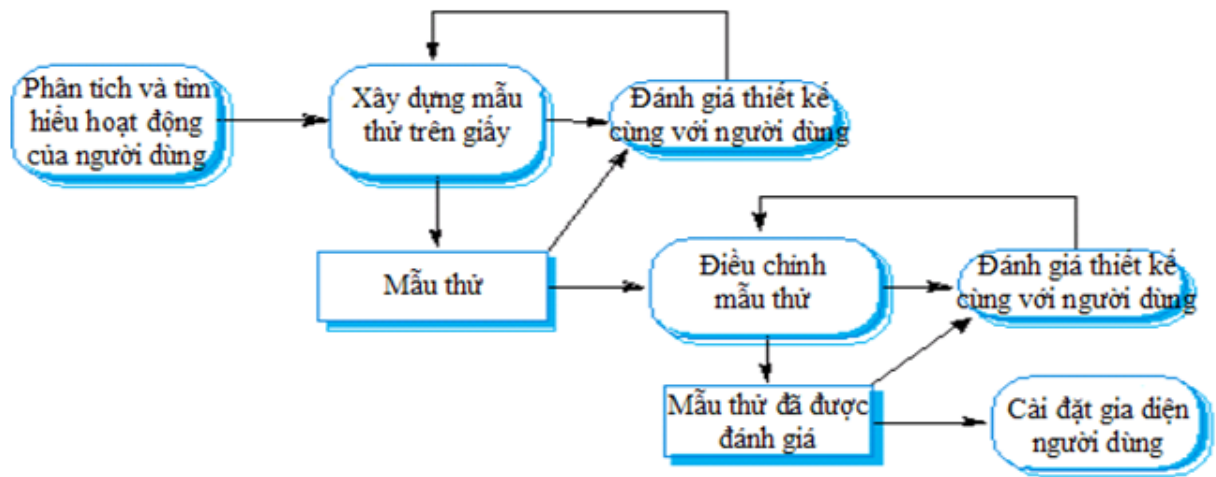 Phân tích và tìm
hiểu hoạt động
của người dùng
Xây dựng mẫu
thử trên giấy
Đánh giá thiết kế
cùng với người dùng
Mẫu thử
Điều chỉnh
mẫu thử
Đánh giá thiết kế
cùng với người dùng
Mẫu thử đã được
đánh giá
Cài đặt gia diện
người dùng